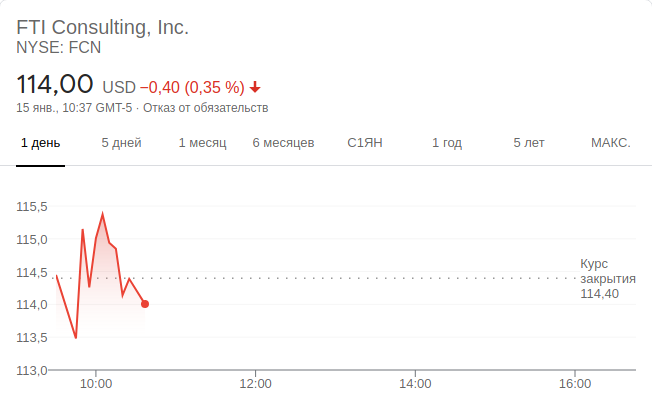 FTI Consulting, Inc.
NYSE: FCN
114,00 USD −0,40 (0,35 %)
15 янв., 10:37 GMT-5 · Отказ от обязательств
1 день 5 дней 1 месяц 6 месяцев С1ЯН 1 год 5 лет МАКС.
115,5
115,0
114,5
114,0
113,5
113,0
Курс
закрытия
114,40
10:00 12:00 14:00 16:00